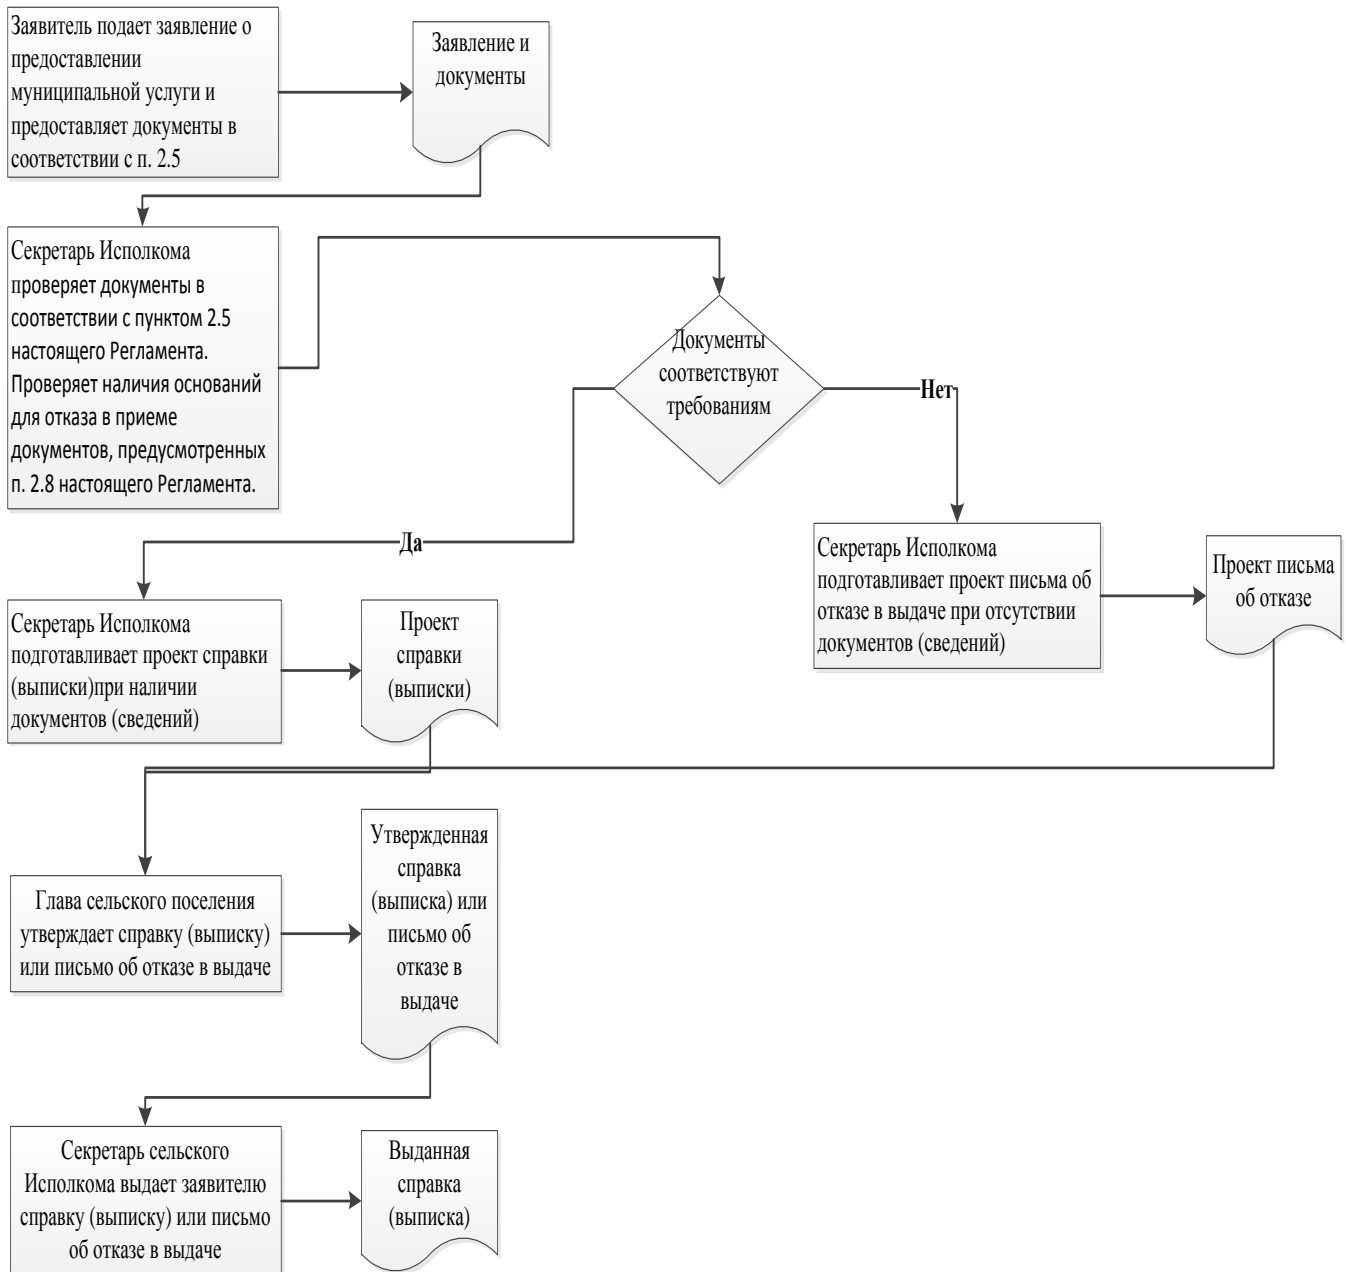 Заявитель подает заявление о
предоставлении
муниципальной услуги и
предоставляет документы в
соответствии с п. 2.5
Заявление и
документы
Секретарь Исполкома
проверяет документы в
соответствии с пунктом 2.5
настоящего Регламента.
Проверяет наличия оснований
для отказа в приеме
документов, предусмотренных
п. 2.8 настоящего Регламента.
Документы
соответствуют
требованиям
Нет
Да
Секретарь Исполкома
подготавливает проект письма об
отказе в выдаче при отсутствии
документов (сведений)
Проект письма
об отказе
Секретарь Исполкома
подготавливает проект справки
(выписки)при наличии
документов (сведений)
Проект
справки
(выписки)
Глава сельского поселения
утверждает справку (выписку)
или письмо об отказе в выдаче
Утвержденная
справка
(выписка) или
письмо об
отказе в
выдаче
Секретарь сельского
Исполкома выдает заявителю
справку (выписку) или письмо
об отказе в выдаче
Выданная
справка
(выписка)